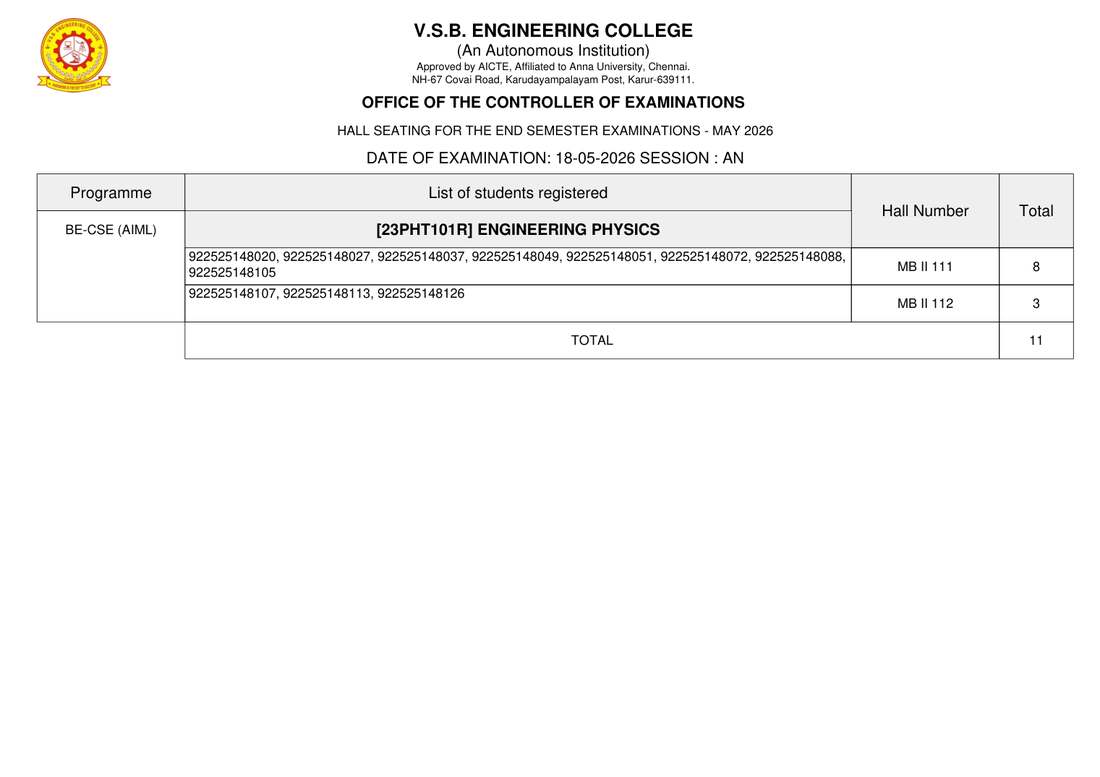 V.S.B. ENGINEERING COLLEGE
(An Autonomous Institution)
Approved by AICTE, Affiliated to Anna University, Chennai.
NH-67 Covai Road, Karudayampalayam Post, Karur-639111.
OFFICE OF THE CONTROLLER OF EXAMINATIONS
HALL SEATING FOR THE END SEMESTER EXAMINATIONS - MAY 2026
DATE OF EXAMINATION: 18-05-2026 SESSION : AN
Programme List of students registered Hall Number Total
BE-CSE (AIML) [23PHT101R] ENGINEERING PHYSICS
922525148020, 922525148027, 922525148037, 922525148049, 922525148051, 922525148072, 922525148088,
922525148105 MB II 111 8
922525148107, 922525148113, 922525148126 MB II 112 3
TOTAL 11